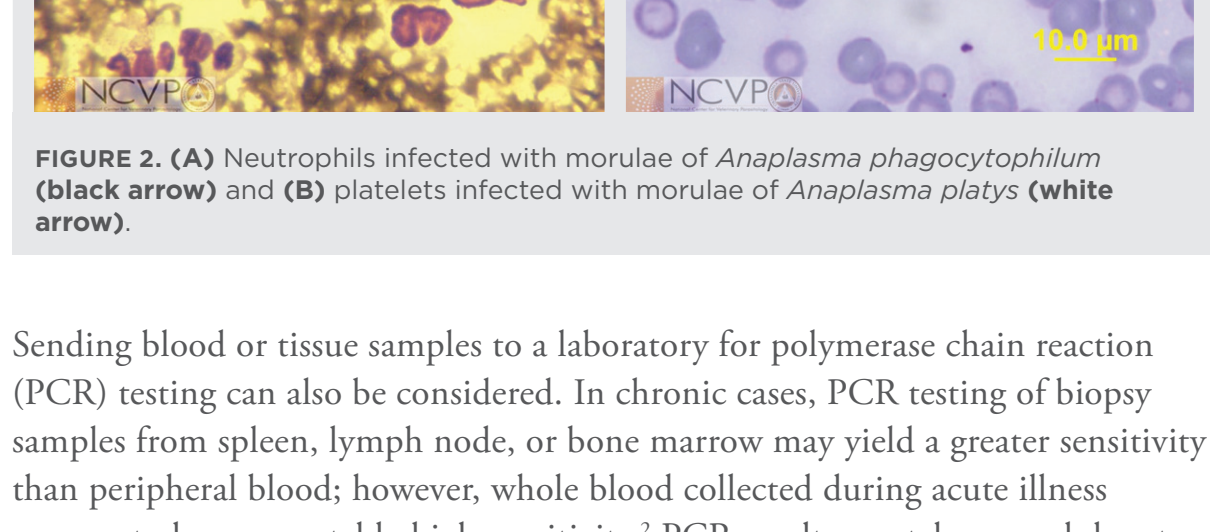 10.0 µm
NCVP
NCVP
FIGURE 2. (A) Neutrophils infected with morulae of Anaplasma phagocytophilum
(black arrow) and (B) platelets infected with morulae of Anaplasma platys (white
arrow).
Sending blood or tissue samples to a laboratory for polymerase chain reaction
(PCR) testing can also be considered. In chronic cases, PCR testing of biopsy
samples from spleen, lymph node, or bone marrow may yield a greater sensitivity
than peripheral blood; however, whole blood collected during acute illness